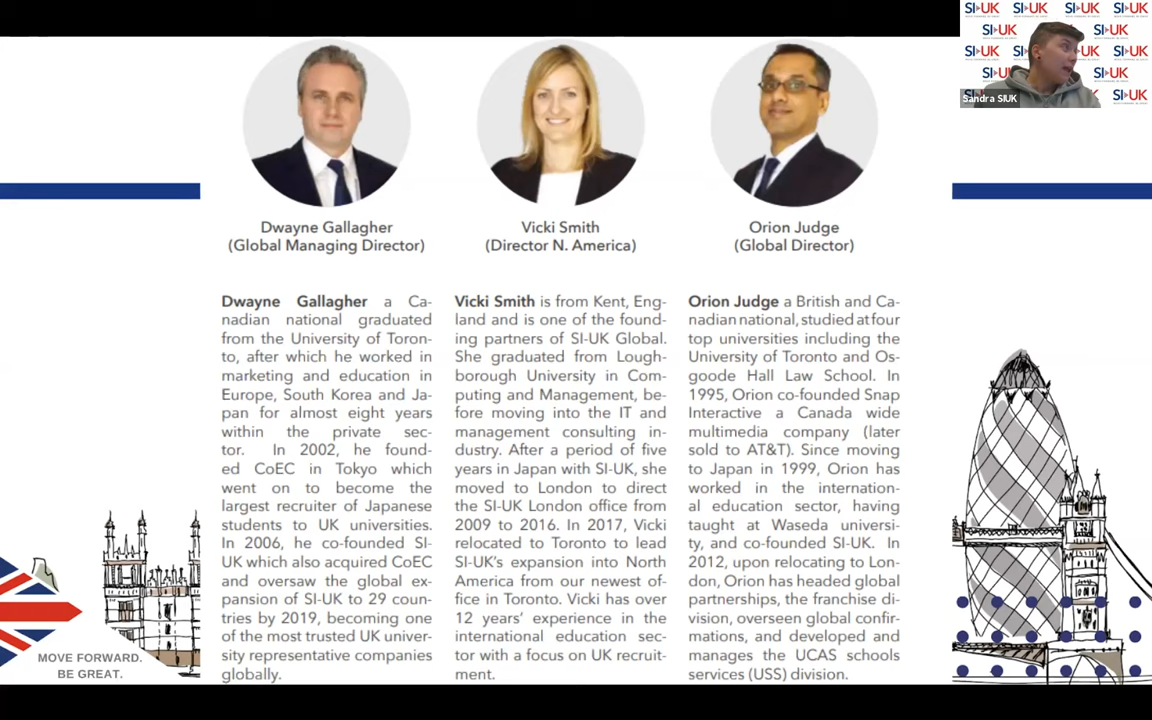 SI UK SI UK SI UK SI UK
SI UK SI UK
SI UK SI UK
SI UK SI UK
SI UK
Sandra SIUK
Dwayne Gallagher
(Global Managing Director)
Vicki Smith
(Director N. America)
Orion Judge
(Global Director)
Dwayne Gallagher a Ca-
nadian national graduated
from the University of Toron-
to, after which he worked in
marketing and education in
Europe, South Korea and Ja-
pan for almost eight years
within the private sec-
tor. In 2002, he found-
ed CoEC in Tokyo which
went on to become the
largest recruiter of Japanese
students to UK universities.
In 2006, he co-founded SI-
UK which also acquired CoEC
and oversaw the global ex-
pansion of SI-UK to 29 coun-
tries by 2019, becoming one
of the most trusted UK univer-
sity representative companies
globally.
Vicki Smith is from Kent, Eng-
land and is one of the found-
ing partners of SI-UK Global.
She graduated from Lough-
borough University in Com-
puting and Management, be-
fore moving into the IT and
management consulting in-
dustry. After a period of five
years in Japan with SI-UK, she
moved to London to direct
the SI-UK London office from
2009 to 2016. In 2017, Vicki
relocated to Toronto to lead
SI-UK's expansion into North
America from our newest of-
fice in Toronto. Vicki has over
12 years' experience in the
international education sec-
tor with a focus on UK recruit-
ment.
Orion Judge a British and Ca-
nadian national, studied at four
top universities including the
University of Toronto and Os-
goode Hall Law School. In
1995, Orion co-founded Snap
Interactive a Canada wide
multimedia company (later
sold to AT&T). Since moving
to Japan in 1999, Orion has
worked in the internation-
al education sector, having
taught at Waseda universi-
ty, and co-founded SI-UK. In
2012, upon relocating to Lon-
don, Orion has headed global
partnerships, the franchise di-
vision, overseen global confir-
mations, and developed and
manages the UCAS schools
services (USS) division.
MOVE FORWARD.
BE GREAT.